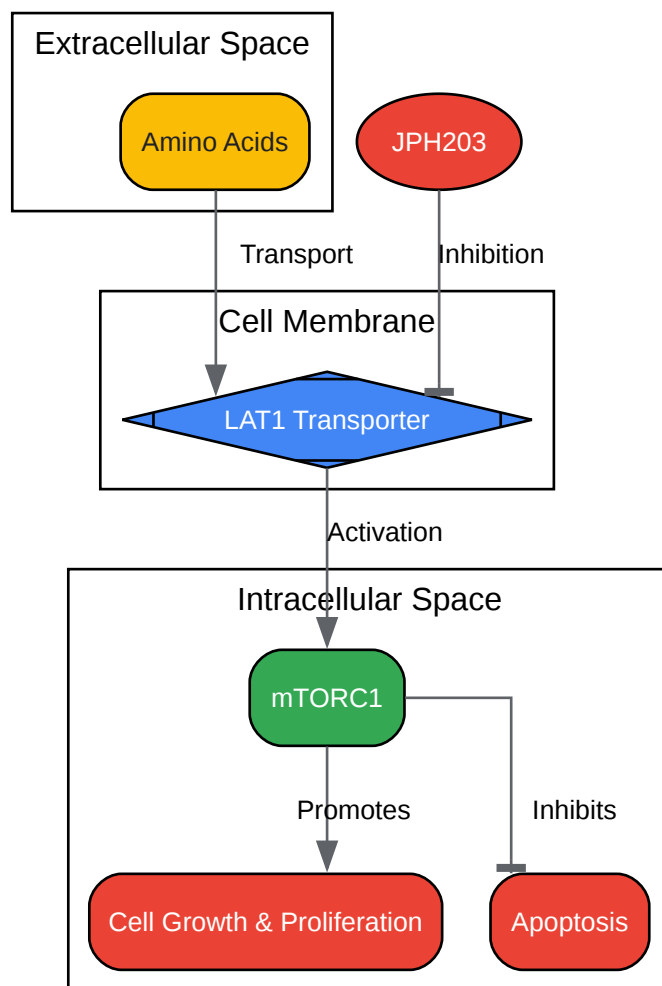 Extracellular Space
Amino Acids
JPH203
Transport
Inhibition
Cell Membrane
LAT1 Transporter
Activation
Intracellular Space
mTORC1
Promotes
Inhibits
Cell Growth & Proliferation
Apoptosis